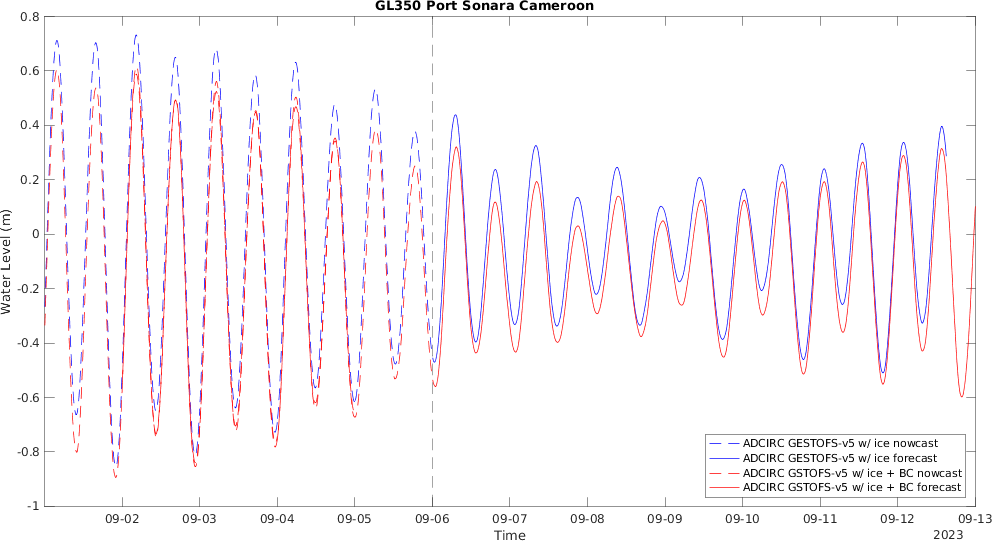 GL350 Port Sonara Cameroon
0.8
0.6
0.4
0.2
0
-0.2
-0.4
-0.6
-0.8
-1
Water Level (m)
ADCIRC GESTOFS-v5 w/ ice nowcast
ADCIRC GESTOFS-v5 w/ ice forecast
ADCIRC GSTOFS-v5 w/ ice + BC nowcast
ADCIRC GSTOFS-v5 w/ ice + BC forecast
09-02 09-03 09-04 09-05 09-06 09-07 09-08 09-09 09-10 09-11 09-12 09-13
Time
2023